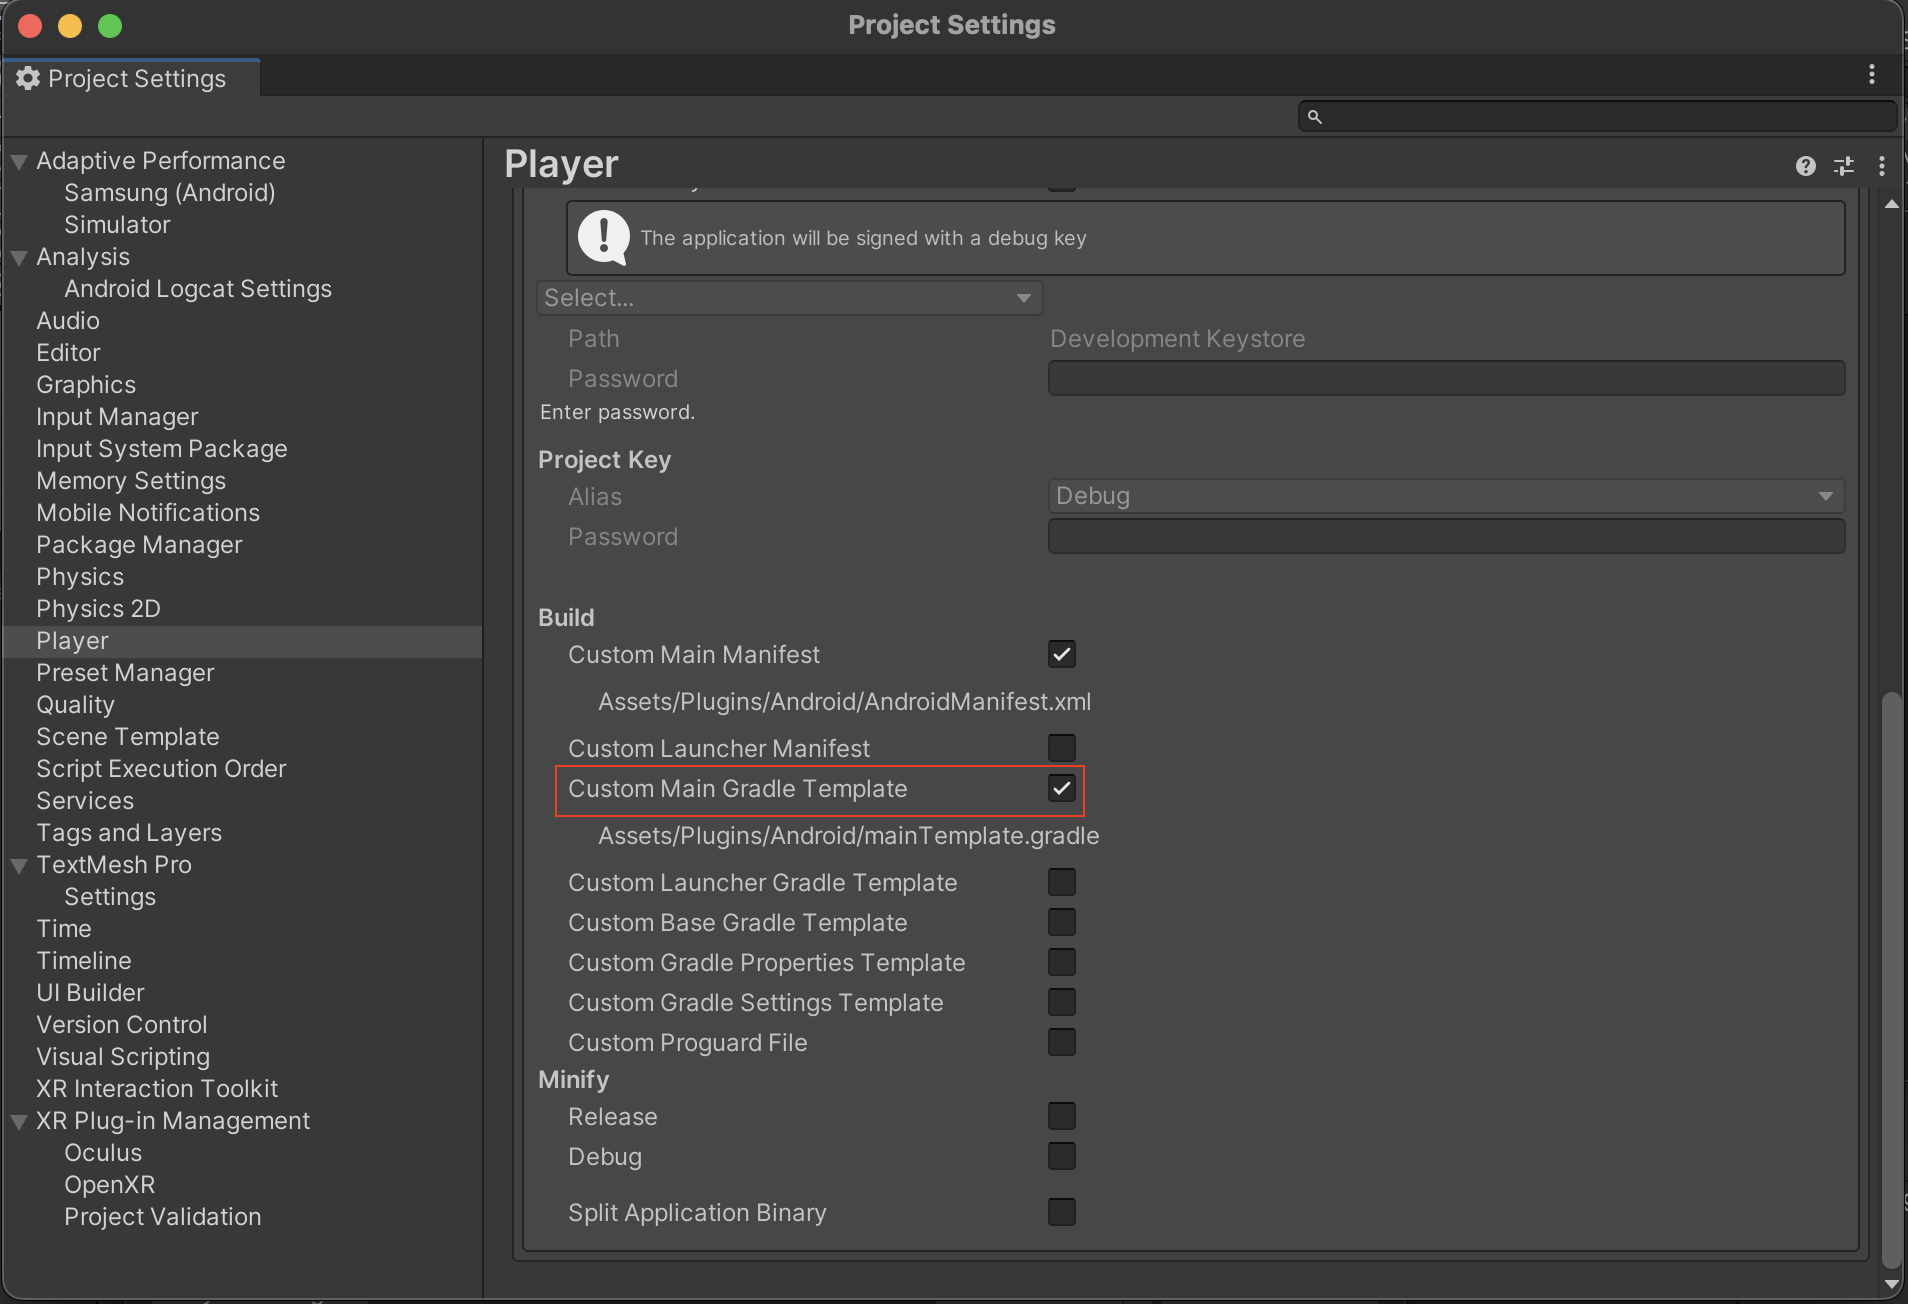 Project Settings
Project Settings
Adaptive Performance
Samsung (Android)
Simulator
Analysis
Android Logcat Settings
Audio
Editor
Graphics
Input Manager
Input System Package
Memory Settings
Mobile Notifications
Package Manager
Physics
Physics 2D
Player
Preset Manager
Quality
Scene Template
Script Execution Order
Services
Tags and Layers
TextMesh Pro
Settings
Time
Timeline
UI Builder
Version Control
Visual Scripting
XR Interaction Toolkit
XR Plug-in Management
Oculus
OpenXR
Project Validation
Player
The application will be signed with a debug key
Select...
Path Development Keystore
Password
Enter password.
Project Key
Alias Debug
Password
Build
Custom Main Manifest
Assets/Plugins/Android/AndroidManifest.xml
Custom Launcher Manifest
Custom Main Gradle Template
Assets/Plugins/Android/mainTemplate.gradle
Custom Launcher Gradle Template
Custom Base Gradle Template
Custom Gradle Properties Template
Custom Gradle Settings Template
Custom Proguard File
Minify
Release
Debug
Split Application Binary